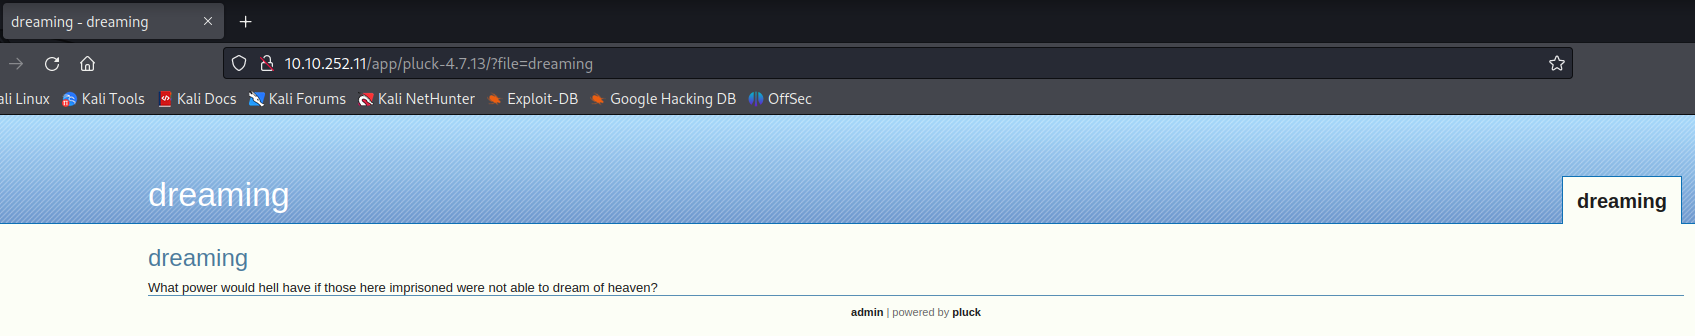 dreaming - dreaming
10.10.252.11/app/pluck-4.7.13/?file=dreaming
ali Linux Kali Tools Kali Docs Kali Forums Kali NetHunter Exploit-DB Google Hacking DB OffSec
dreaming
dreaming
dreaming
What power would hell have if those here imprisoned were not able to dream of heaven?
admin | powered by pluck